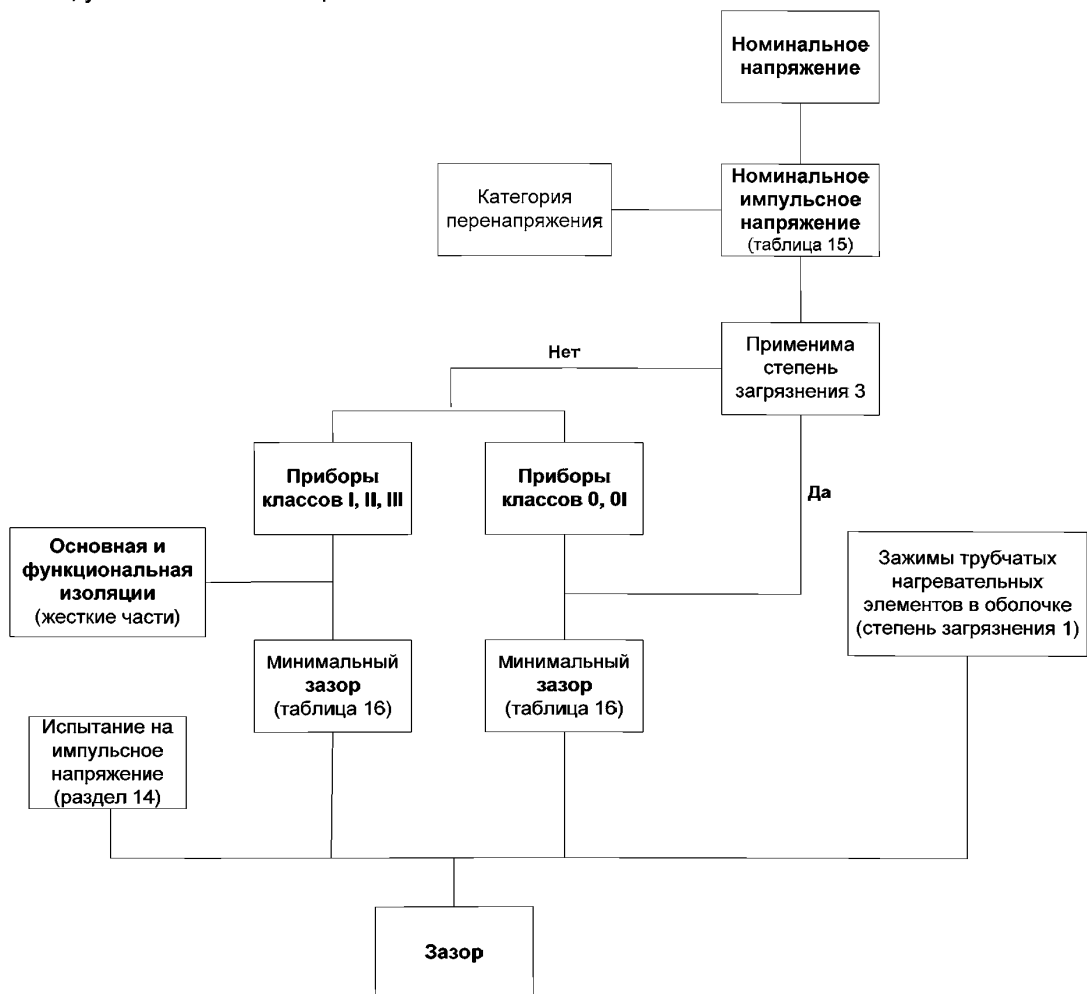 Номинальное
напряжение
Категория
перенапряжения
Номинальное
импульсное
напряжение
(таблица 15)
Нет
Применима
степень
загрязнения 3
Приборы
классов I, II, III
Приборы
классов 0, 0I
Да
Основная и
функциональная
изоляции
(жесткие части)
Зажимы трубчатых
нагревательных
элементов в оболочке
(степень загрязнения 1)
Минимальный
зазор
(таблица 16)
Минимальный
зазор
(таблица 16)
Испытание на
импульсное
напряжение
(раздел 14)
Зазор